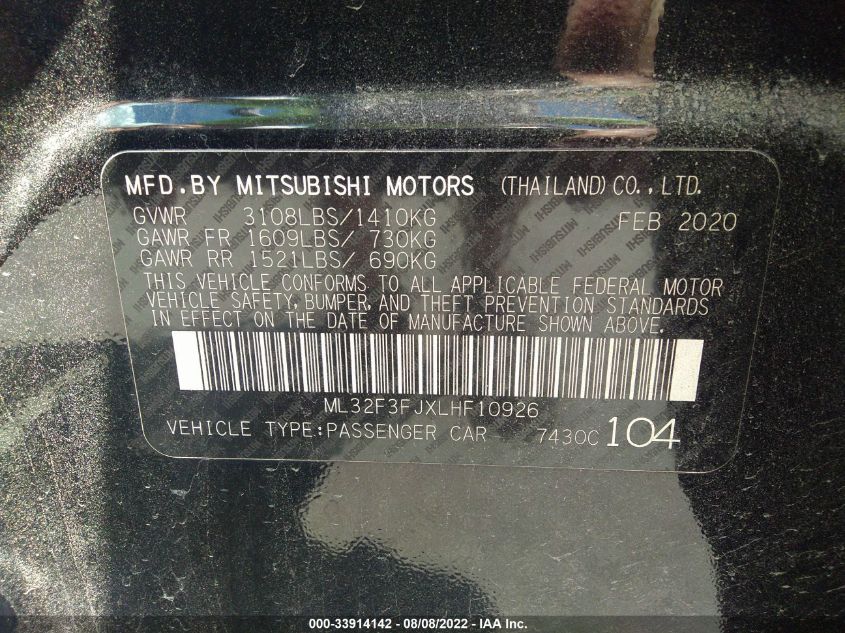 MFD.BY MITSUBISHI MOTORS (THAILAND)CO.,LTD.
GVWR 3108LBS/1410KG FEB 2020
GAWR FR 1609LBS/ 730KG
GAWR RR 1521LBS/ 690KG
THIS VEHICLE CONFORMS TO ALL APPLICABLE FEDERAL MOTOR
VEHICLE SAFETY, BUMPER, AND THEFT PREVENTION STANDARDS
IN EFFECT ON THE DATE OF MANUFACTURE SHOWN ABOVE.
ML32F3FJXLHF10926
VEHICLE TYPE:PASSENGER CAR 7430C 104
000-33914142 - 08/08/2022 - IAA Inc.